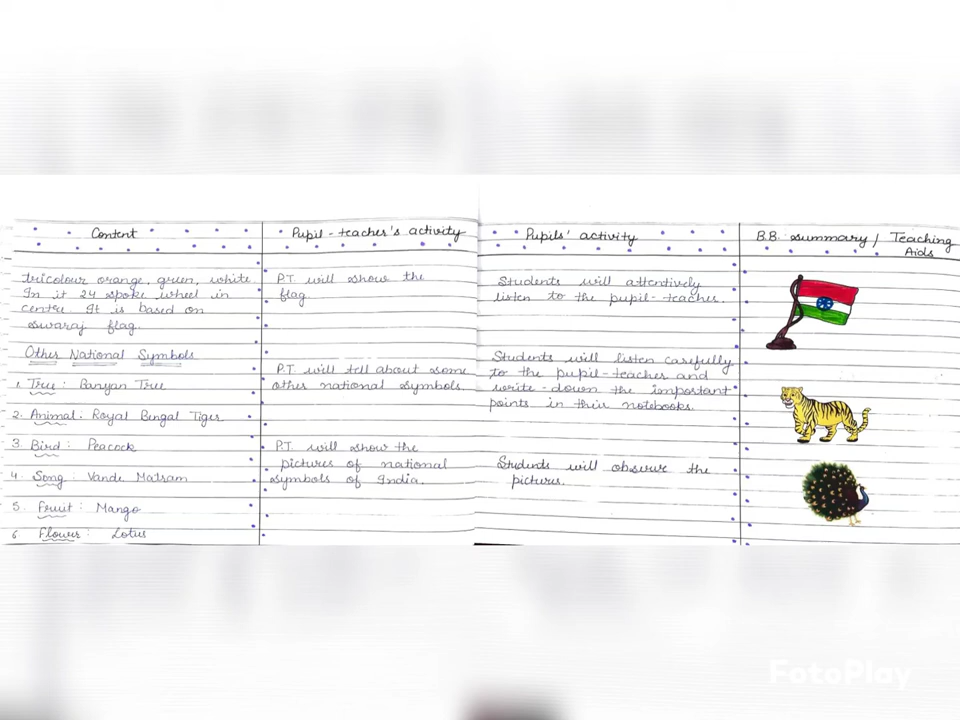 Content
tricolour orange, green, white
In it 24 spoke wheel in
centre. It is based on
swaraj flag.
Other National Symbols
1. Tree: Banyan Tree
2. Animal: Royal Bengal Tiger
3. Bird: Peacock
4. Song: Vande Matram
5. Fruit: Mango
6 Flower: Lotus
Pupil-teacher's activity
P.T. will show the
flag.
P.T. will tell about some
other national symbols.
P.T. will show the
pictures of national
symbols of India.
Pupils' activity
Students will attentively
listen to the pupil-teacher.
Students will listen carefully
to the pupil-teacher and
write-down the important
points in their notebooks.
Students will observe the
pictures.
B.B. summary/ Teaching
Aids
FotoPlay